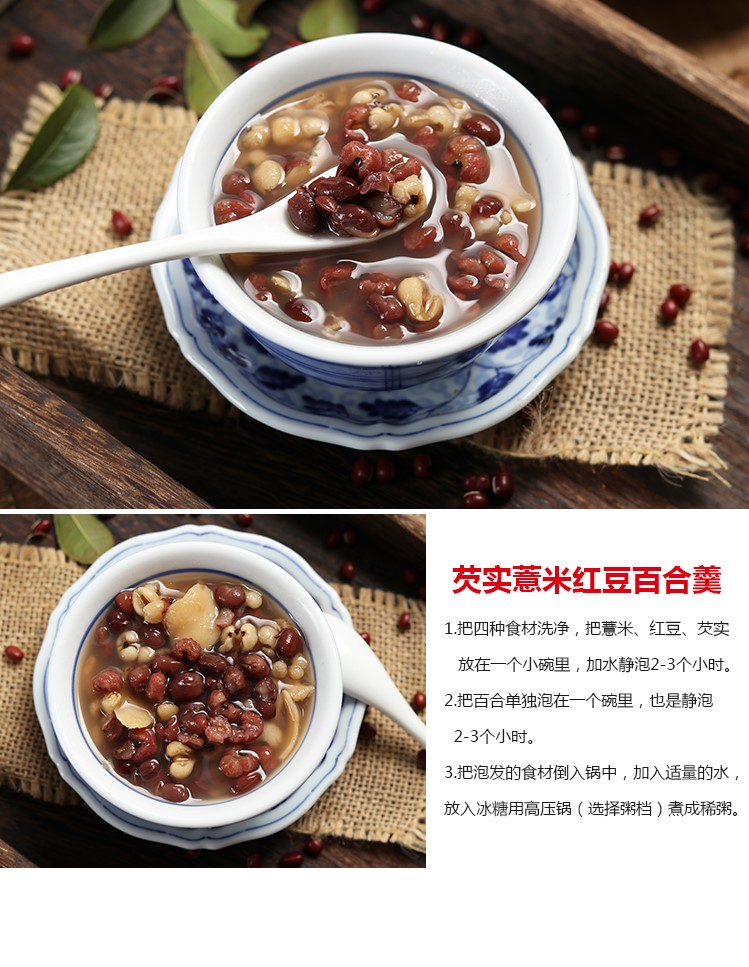 芡实薏米红豆百合羹
1.把四种食材洗净，把薏米、红豆、芡实
放在一个小碗里，加水静泡2-3个小时。
2.把百合单独泡在一个碗里，也是静泡
2-3个小时。
3.把泡发的食材倒入锅中，加入适量的水，
放入冰糖用高压锅（选择粥档）煮成稀粥。